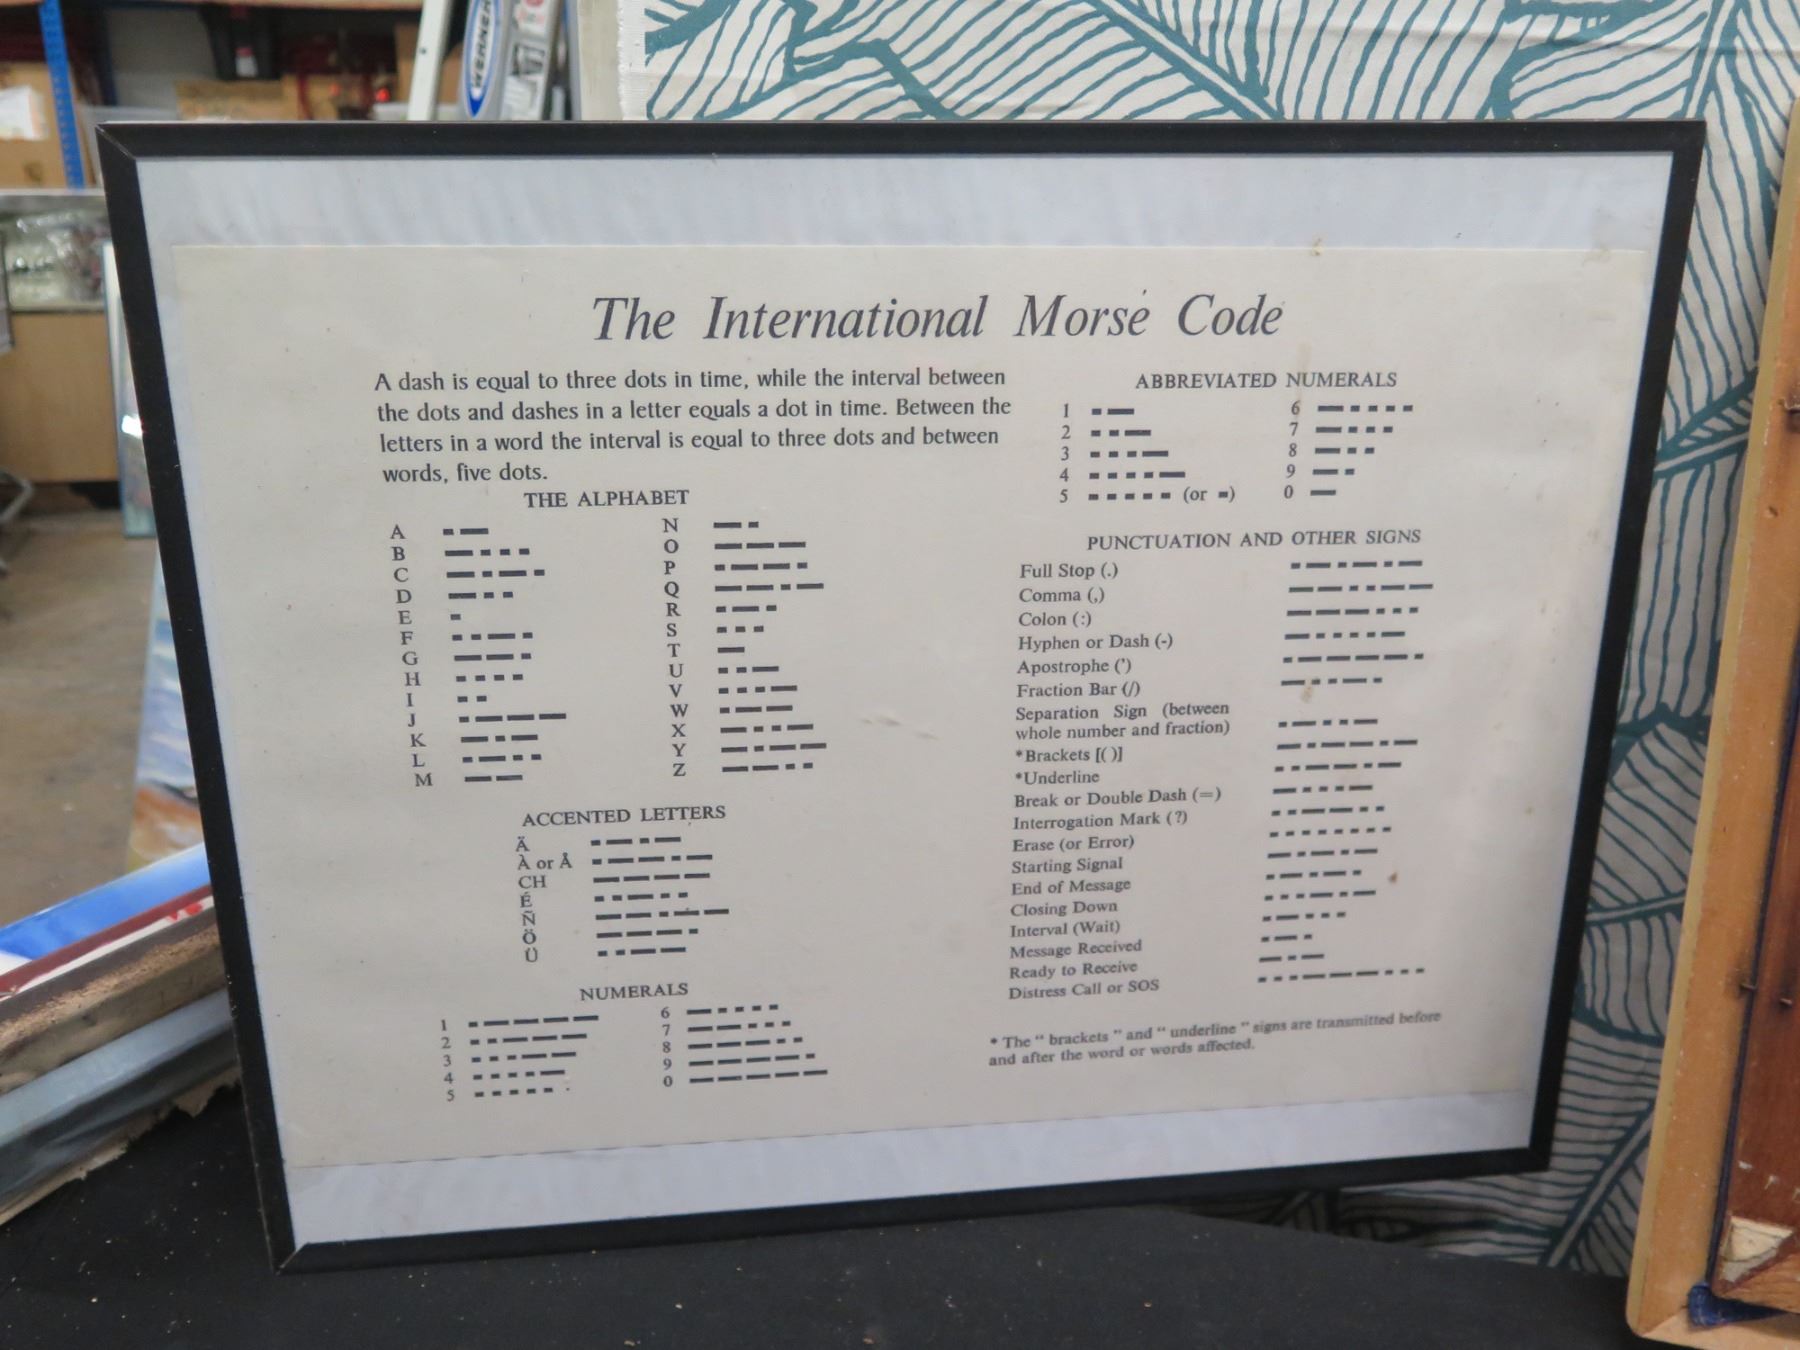 WERNER
The International Morse Code
A dash is equal to three dots in time, while the interval between
the dots and dashes in a letter equals a dot in time. Between the
letters in a word the interval is equal to three dots and between
words, five dots.
THE ALPHABET
A
B
C
D
E
F
G
H
I
J
K
L
M
N
O
P
Q
R
S
T
U
V
W
X
Y
Z
ACCENTED LETTERS
Ä
À or Å
CH
É
Ñ
Ö
Ü
NUMERALS
1
2
3
4
5
6
7
8
9
0
ABBREVIATED NUMERALS
1
2
3
4
5 (or )
6
7
8
9
0
PUNCTUATION AND OTHER SIGNS
Full Stop (.)
Comma (,)
Colon (:)
Hyphen or Dash (-)
Apostrophe (')
Fraction Bar (/)
Separation Sign (between
whole number and fraction)
*Brackets [( )]
*Underline
Break or Double Dash (=)
Interrogation Mark (?)
Erase (or Error)
Starting Signal
End of Message
Closing Down
Interval (Wait)
Message Received
Ready to Receive
Distress Call or SOS
* The " brackets " and " underline " signs are transmitted before
and after the word or words affected.